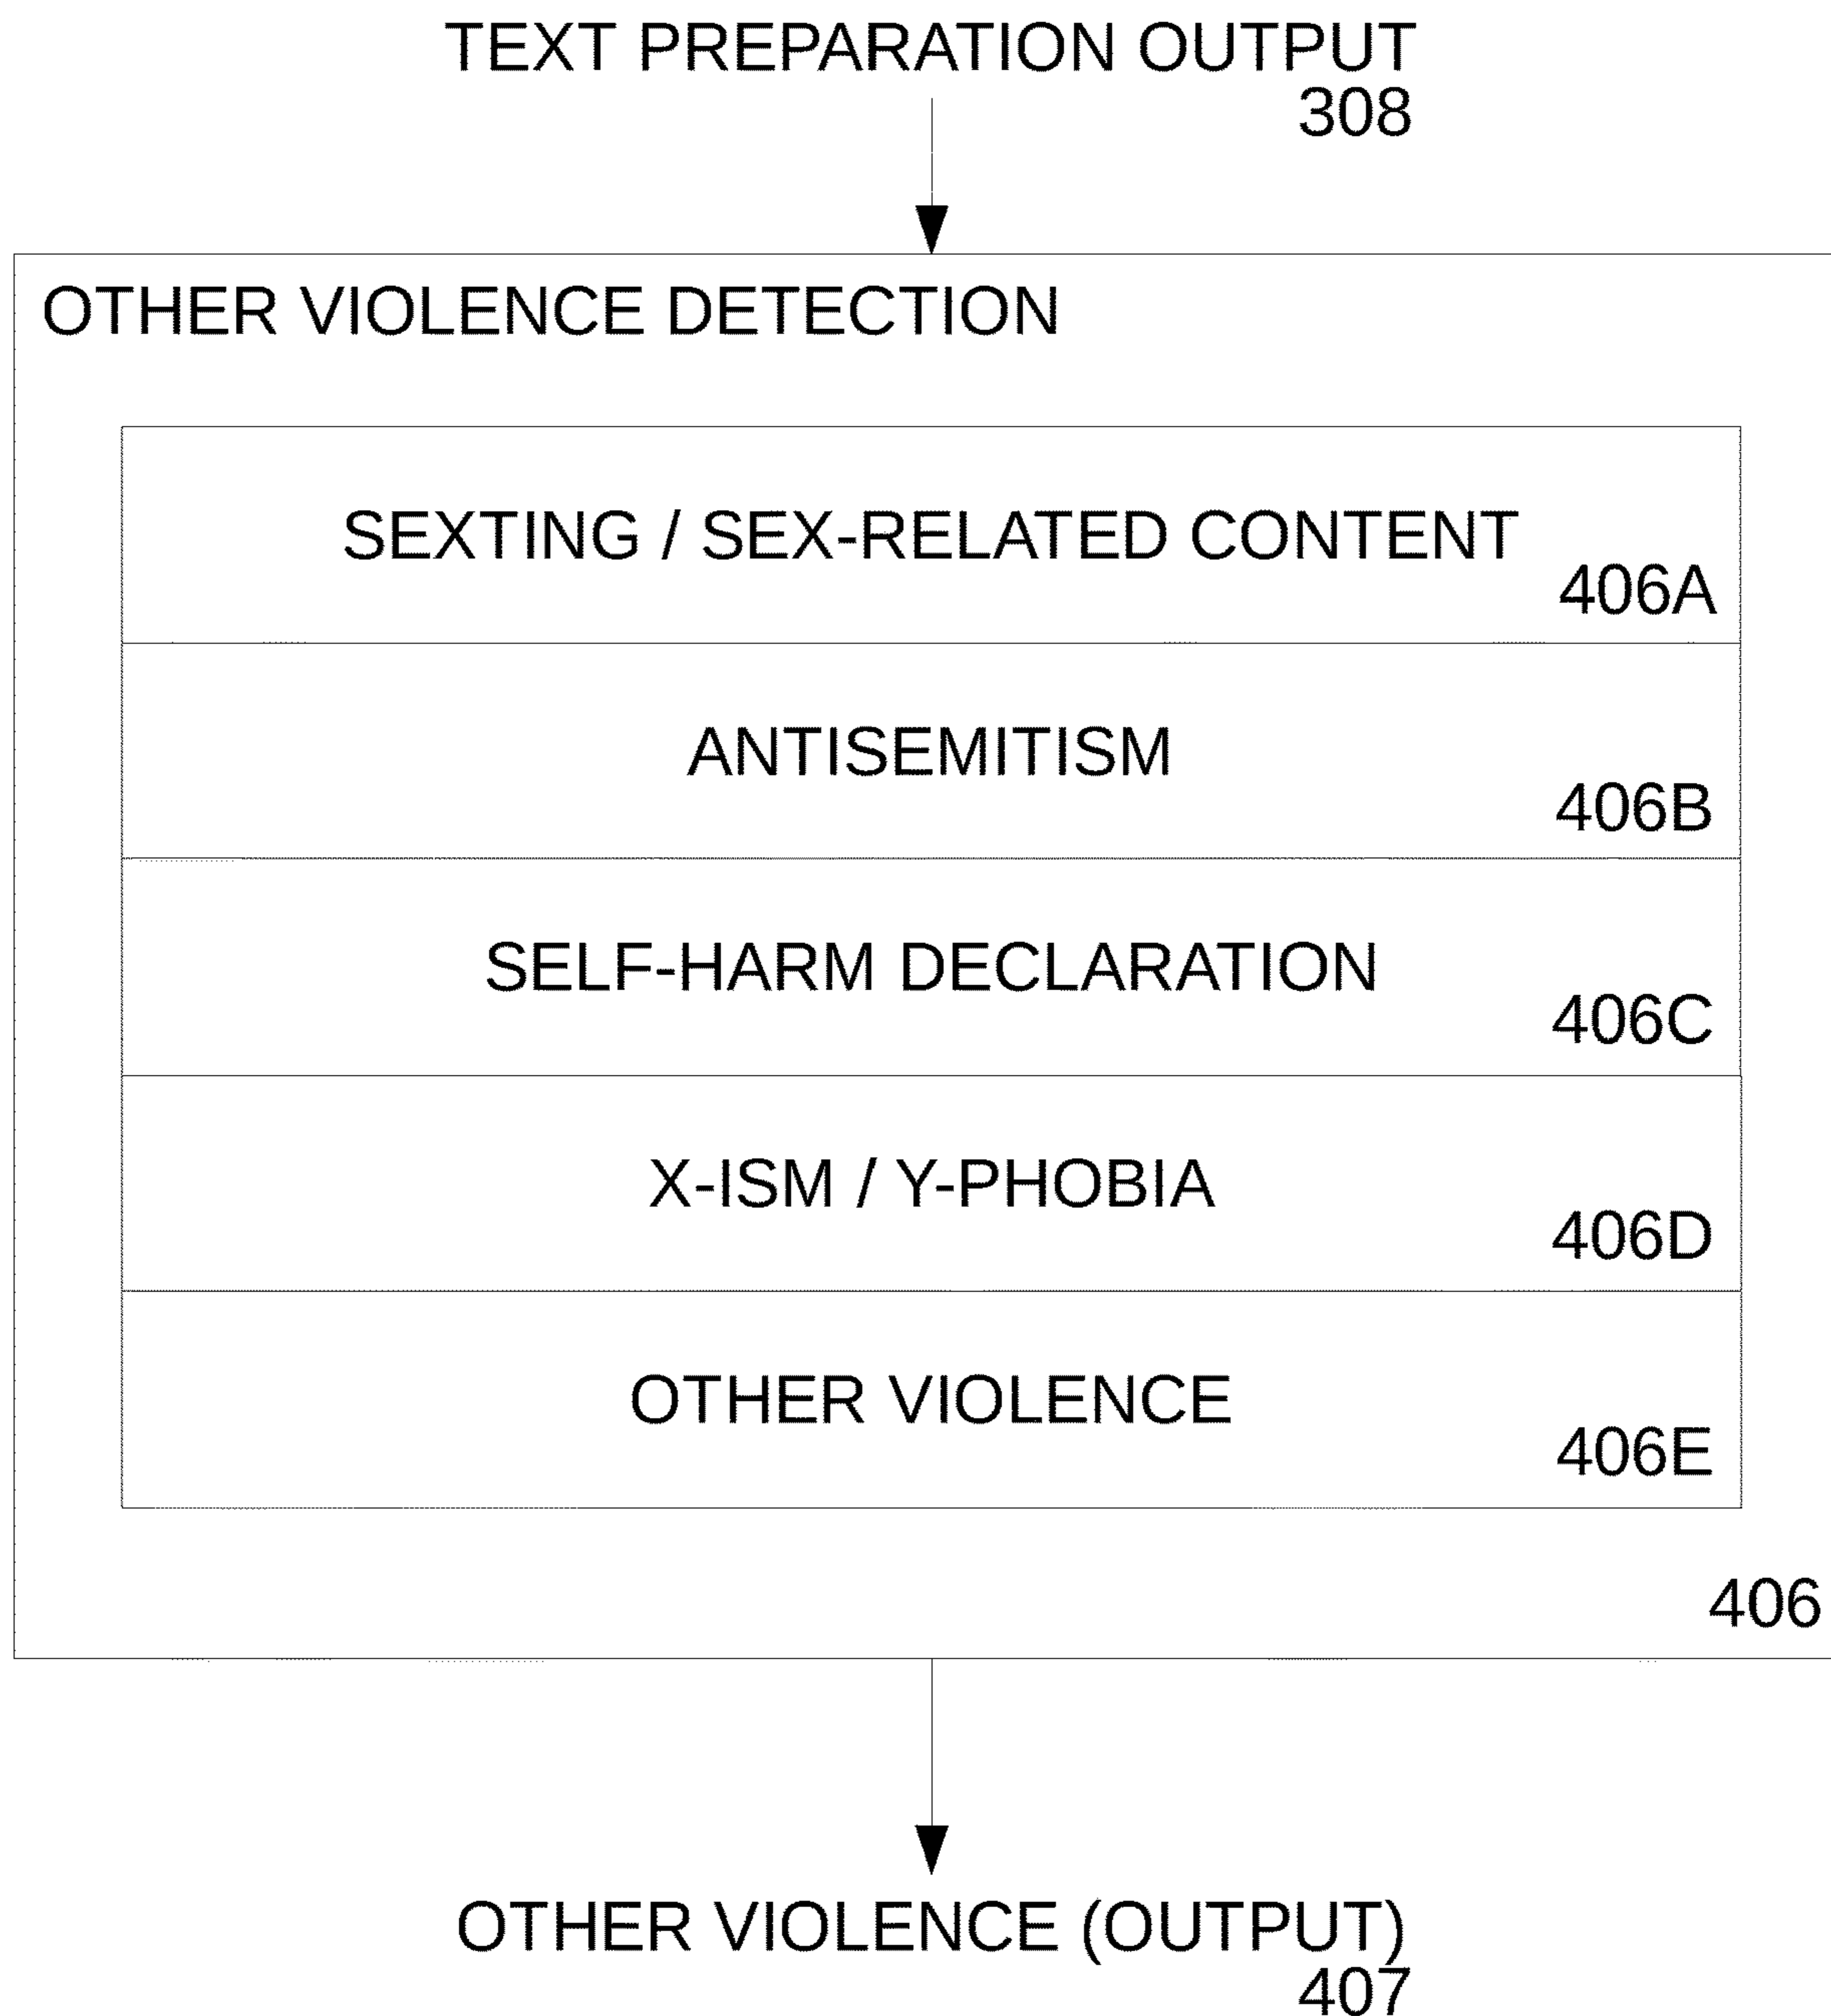 TEXT PREPARATION OUTPUT
308
OTHER VIOLENCE DETECTION
SEXTING / SEX-RELATED CONTENT
406A
ANTISEMITISM
406B
SELF-HARM DECLARATION
406C
X-ISM / Y-PHOBIA
406D
OTHER VIOLENCE
406E
406
OTHER VIOLENCE (OUTPUT)
407